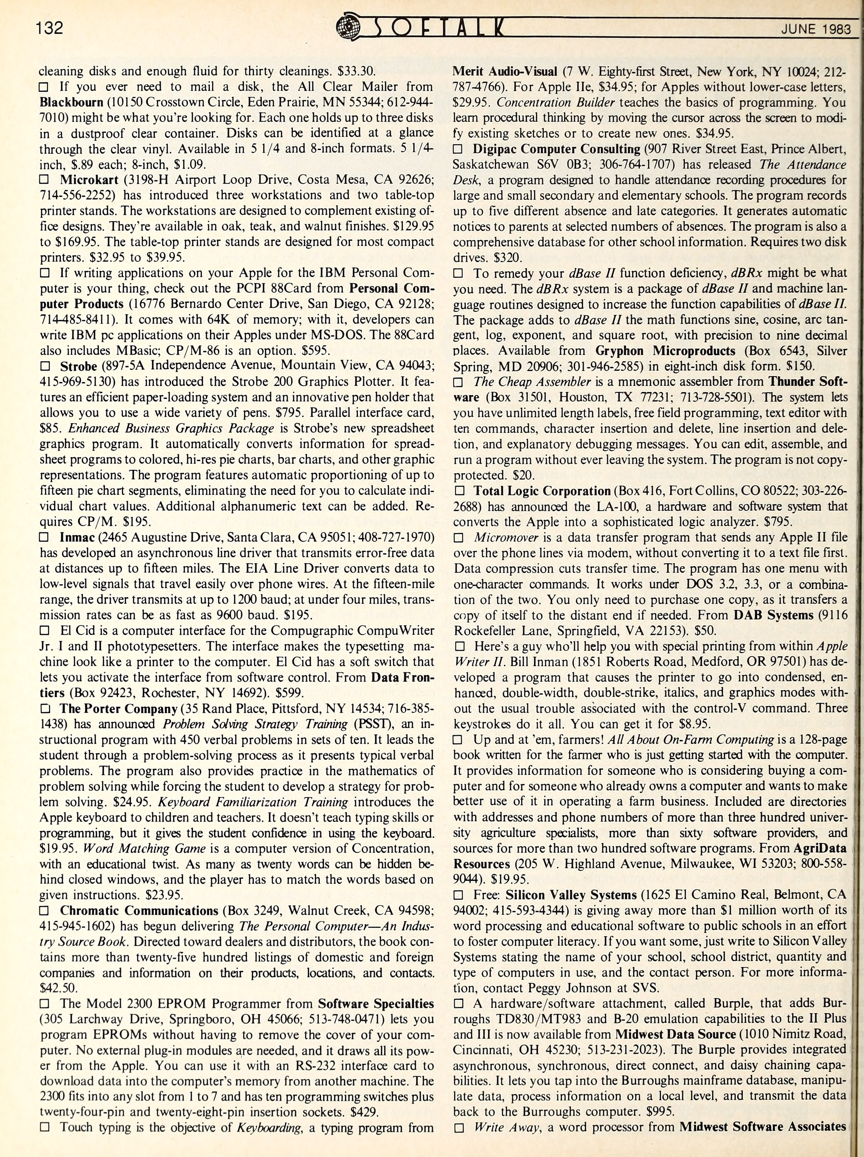 132
SOFTALK
JUNE 1983
cleaning disks and enough fluid for thirty cleanings. $33.30.
□ If you ever need to mail a disk, the All Clear Mailer from
Blackbourn (10150 Crosstown Circle, Eden Prairie, MN 55344; 612-944-
7010) might be what you're looking for. Each one holds up to three disks
in a dustproof clear container. Disks can be identified at a glance
through the clear vinyl. Available in 5 1/4 and 8-inch formats. 5 1/4-
inch, $.89 each; 8-inch, $1.09.
□ Microkart (3198-H Airport Loop Drive, Costa Mesa, CA 92626;
714-556-2252) has introduced three workstations and two table-top
printer stands. The workstations are designed to complement existing of-
fice designs. They're available in oak, teak, and walnut finishes. $129.95
to $169.95. The table-top printer stands are designed for most compact
printers. $32.95 to $39.95.
□ If writing applications on your Apple for the IBM Personal Com-
puter is your thing, check out the PCPI 88Card from Personal Com-
puter Products (16776 Bernardo Center Drive, San Diego, CA 92128;
714-485-8411). It comes with 64K of memory; with it, developers can
write IBM pc applications on their Apples under MS-DOS. The 88Card
also includes MBasic; CP/M-86 is an option. $595.
□ Strobe (897-5A Independence Avenue, Mountain View, CA 94043;
415-969-5130) has introduced the Strobe 200 Graphics Plotter. It fea-
tures an efficient paper-loading system and an innovative pen holder that
allows you to use a wide variety of pens. $795. Parallel interface card,
$85. Enhanced Business Graphics Package is Strobe's new spreadsheet
graphics program. It automatically converts information for spread-
sheet programs to colored, hi-res pie charts, bar charts, and other graphic
representations. The program features automatic proportioning of up to
fifteen pie chart segments, eliminating the need for you to calculate indi-
vidual chart values. Additional alphanumeric text can be added. Re-
quires CP/M. $195.
□ Inmac (2465 Augustine Drive, Santa Clara, CA 95051; 408-727-1970)
has developed an asynchronous line driver that transmits error-free data
at distances up to fifteen miles. The EIA Line Driver converts data to
low-level signals that travel easily over phone wires. At the fifteen-mile
range, the driver transmits at up to 1200 baud; at under four miles, trans-
mission rates can be as fast as 9600 baud. $195.
□ El Cid is a computer interface for the Compugraphic CompuWriter
Jr. I and II phototypesetters. The interface makes the typesetting ma-
chine look like a printer to the computer. El Cid has a soft switch that
lets you activate the interface from software control. From Data Fron-
tiers (Box 92423, Rochester, NY 14692). $599.
□ The Porter Company (35 Rand Place, Pittsford, NY 14534; 716-385-
1438) has announced Problem Solving Strategy Training (PSST), an in-
structional program with 450 verbal problems in sets of ten. It leads the
student through a problem-solving process as it presents typical verbal
problems. The program also provides practice in the mathematics of
problem solving while forcing the student to develop a strategy for prob-
lem solving. $24.95. Keyboard Familiarization Training introduces the
Apple keyboard to children and teachers. It doesn't teach typing skills or
programming, but it gives the student confidence in using the keyboard.
$19.95. Word Matching Game is a computer version of Concentration,
with an educational twist. As many as twenty words can be hidden be-
hind closed windows, and the player has to match the words based on
given instructions. $23.95.
□ Chromatic Communications (Box 3249, Walnut Creek, CA 94598;
415-945-1602) has begun delivering The Personal Computer—An Indus-
try Source Book. Directed toward dealers and distributors, the book con-
tains more than twenty-five hundred listings of domestic and foreign
companies and information on their products, locations, and contacts.
$42.50.
□ The Model 2300 EPROM Programmer from Software Specialties
(305 Larchway Drive, Springboro, OH 45066; 513-748-0471) lets you
program EPROMs without having to remove the cover of your com-
puter. No external plug-in modules are needed, and it draws all its pow-
er from the Apple. You can use it with an RS-232 interface card to
download data into the computer's memory from another machine. The
2300 fits into any slot from 1 to 7 and has ten programming switches plus
twenty-four-pin and twenty-eight-pin insertion sockets. $429.
□ Touch typing is the objective of Keyboarding, a typing program from
Merit Audio-Visual (7 W. Eighty-first Street, New York, NY 10024; 212-
787-4766). For Apple IIe, $34.95; for Apples without lower-case letters,
$29.95. Concentration Builder teaches the basics of programming. You
learn procedural thinking by moving the cursor across the screen to modi-
fy existing sketches or to create new ones. $34.95.
□ Digipac Computer Consulting (907 River Street East, Prince Albert,
Saskatchewan S6V 0B3; 306-764-1707) has released The Attendance
Desk, a program designed to handle attendance recording procedures for
large and small secondary and elementary schools. The program records
up to five different absence and late categories. It generates automatic
notices to parents at selected numbers of absences. The program is also a
comprehensive database for other school information. Requires two disk
drives. $320.
□ To remedy your dBase II function deficiency, dBRx might be what
you need. The dBRx system is a package of dBase II and machine lan-
guage routines designed to increase the function capabilities of dBase II.
The package adds to dBase II the math functions sine, cosine, arc tan-
gent, log, exponent, and square root, with precision to nine decimal
places. Available from Gryphon Microproducts (Box 6543, Silver
Spring, MD 20906; 301-946-2585) in eight-inch disk form. $150.
□ The Cheap Assembler is a mnemonic assembler from Thunder Soft-
ware (Box 31501, Houston, TX 77231; 713-728-5501). The system lets
you have unlimited length labels, free field programming, text editor with
ten commands, character insertion and delete, line insertion and dele-
tion, and explanatory debugging messages. You can edit, assemble, and
run a program without ever leaving the system. The program is not copy-
protected. $20.
□ Total Logic Corporation (Box 416, Fort Collins, CO 80522; 303-226-
2688) has announced the LA-100, a hardware and software system that
converts the Apple into a sophisticated logic analyzer. $795.
□ Micromover is a data transfer program that sends any Apple II file
over the phone lines via modem, without converting it to a text file first.
Data compression cuts transfer time. The program has one menu with
one-character commands. It works under DOS 3.2, 3.3, or a combina-
tion of the two. You only need to purchase one copy, as it transfers a
copy of itself to the distant end if needed. From DAB Systems (9116
Rockefeller Lane, Springfield, VA 22153). $50.
□ Here's a guy who'll help you with special printing from within Apple
Writer II. Bill Inman (1851 Roberts Road, Medford, OR 97501) has de-
veloped a program that causes the printer to go into condensed, en-
hanced, double-width, double-strike, italics, and graphics modes with-
out the usual trouble associated with the control-V command. Three
keystrokes do it all. You can get it for $8.95.
□ Up and at 'em, farmers! All About On-Farm Computing is a 128-page
book written for the farmer who is just getting started with the computer.
It provides information for someone who is considering buying a com-
puter and for someone who already owns a computer and wants to make
better use of it in operating a farm business. Included are directories
with addresses and phone numbers of more than three hundred univer-
sity agriculture specialists, more than sixty software providers, and
sources for more than two hundred software programs. From AgriData
Resources (205 W. Highland Avenue, Milwaukee, WI 53203; 800-558-
9044). $19.95.
□ Free: Silicon Valley Systems (1625 El Camino Real, Belmont, CA
94002; 415-593-4344) is giving away more than $1 million worth of its
word processing and educational software to public schools in an effort
to foster computer literacy. If you want some, just write to Silicon Valley
Systems stating the name of your school, school district, quantity and
type of computers in use, and the contact person. For more informa-
tion, contact Peggy Johnson at SVS.
□ A hardware/software attachment, called Burple, that adds Bur-
roughs TD830/MT983 and B-20 emulation capabilities to the II Plus
and III is now available from Midwest Data Source (1010 Nimitz Road,
Cincinnati, OH 45230; 513-231-2023). The Burple provides integrated
asynchronous, synchronous, direct connect, and daisy chaining capa-
bilities. It lets you tap into the Burroughs mainframe database, manipu-
late data, process information on a local level, and transmit the data
back to the Burroughs computer. $995.
□ Write Away, a word processor from Midwest Software Associates